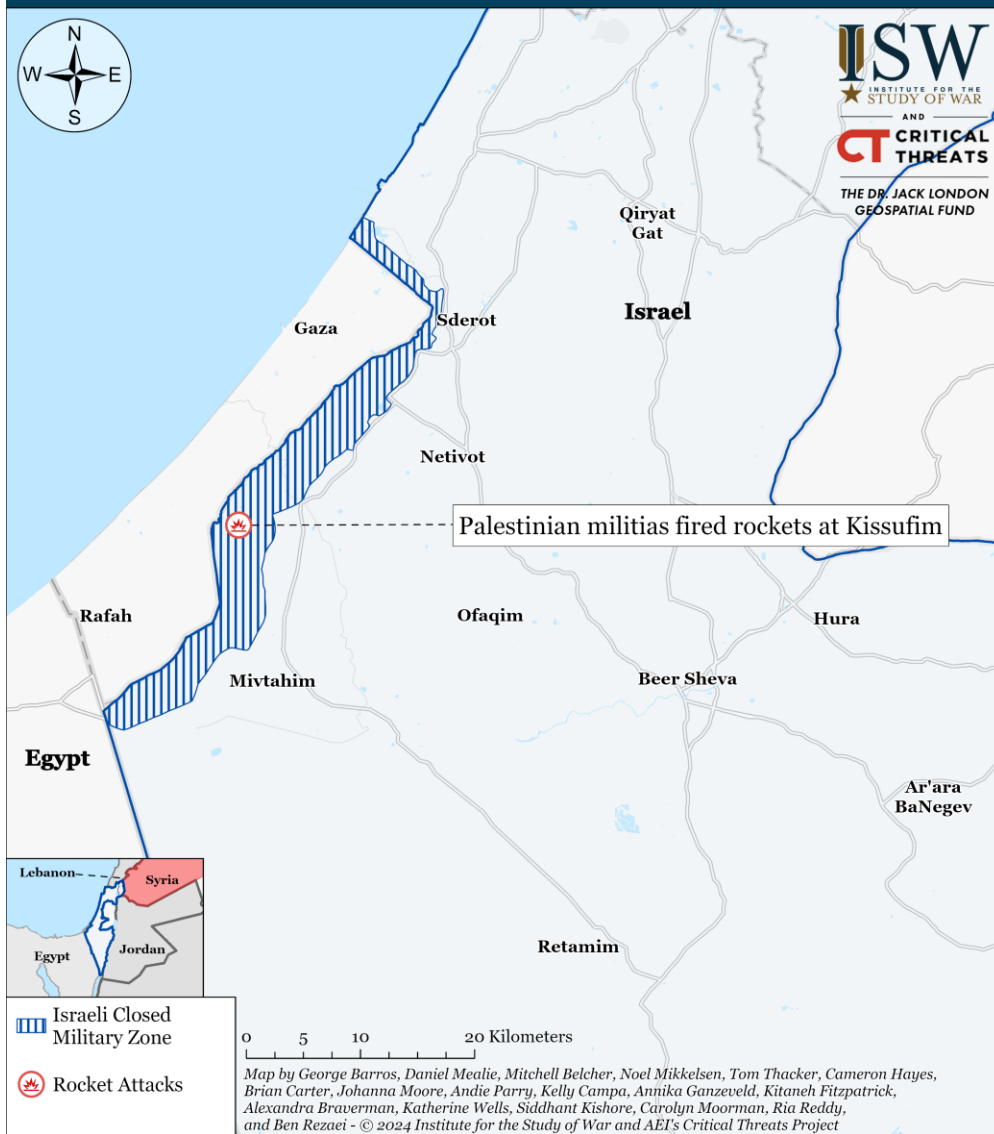 N
W
E
S
ISW
INSTITUTE FOR THE
STUDY OF WAR
AND
CT CRITICAL
THREATS
THE DR. JACK LONDON
GEOSPATIAL FUND
Qiryat
Gat
Israel
Gaza
Sderot
Netivot
Palestinian militias fired rockets at Kissufim
Rafah
Ofaqim
Hura
Mivtahim
Beer Sheva
Egypt
Ar'ara
BaNegev
Lebanon
Syria
Egypt
Jordan
Retamim
Israeli Closed
Military Zone
Rocket Attacks
0 5 10 20 Kilometers
Map by George Barros, Daniel Mealie, Mitchell Belcher, Noel Mikkelsen, Tom Thacker, Cameron Hayes,
Brian Carter, Johanna Moore, Andie Parry, Kelly Campa, Annika Ganzeveld, Kitaneh Fitzpatrick,
Alexandra Braverman, Katherine Wells, Siddhant Kishore, Carolyn Moorman, Ria Reddy,
and Ben Rezaei - © 2024 Institute for the Study of War and AEI's Critical Threats Project